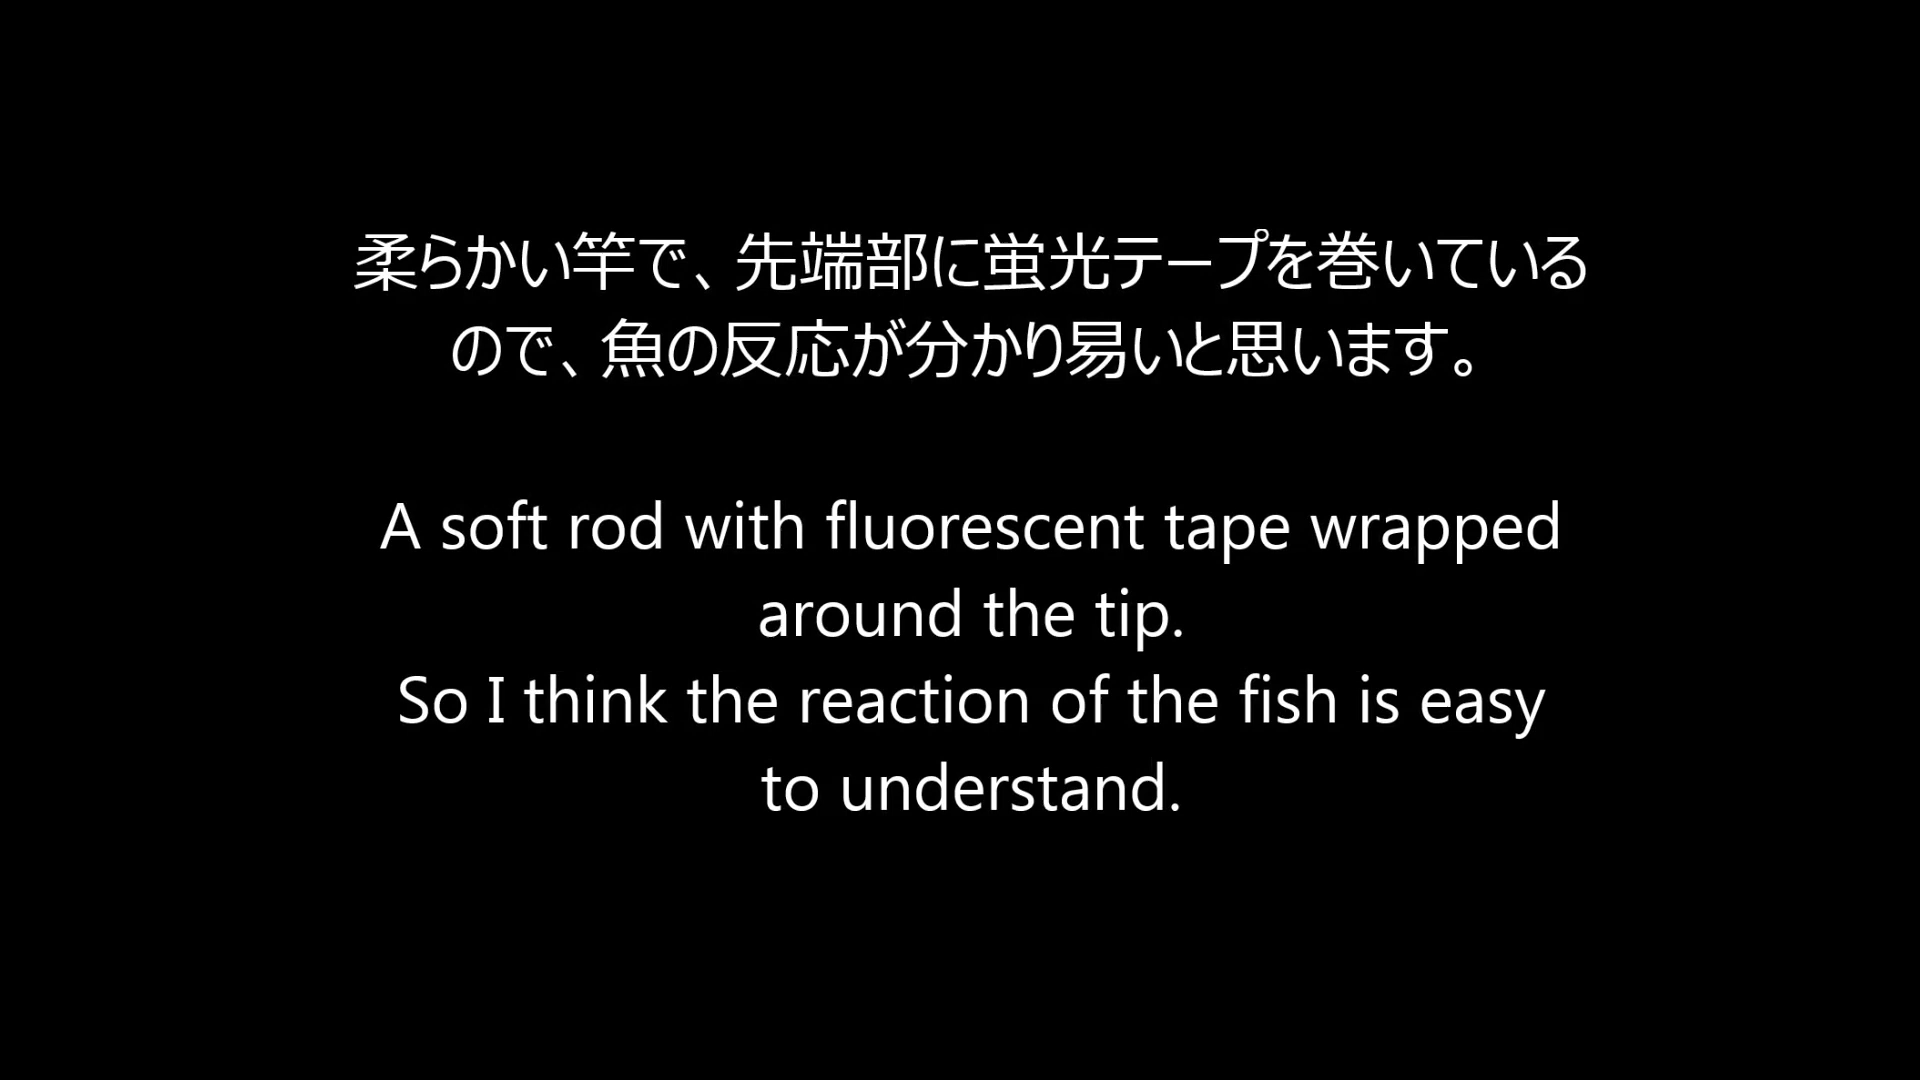 柔らかい竿で、先端部に蛍光テープを巻いている
ので、魚の反応が分かり易いと思います。
A soft rod with fluorescent tape wrapped
around the tip.
So I think the reaction of the fish is easy
to understand.